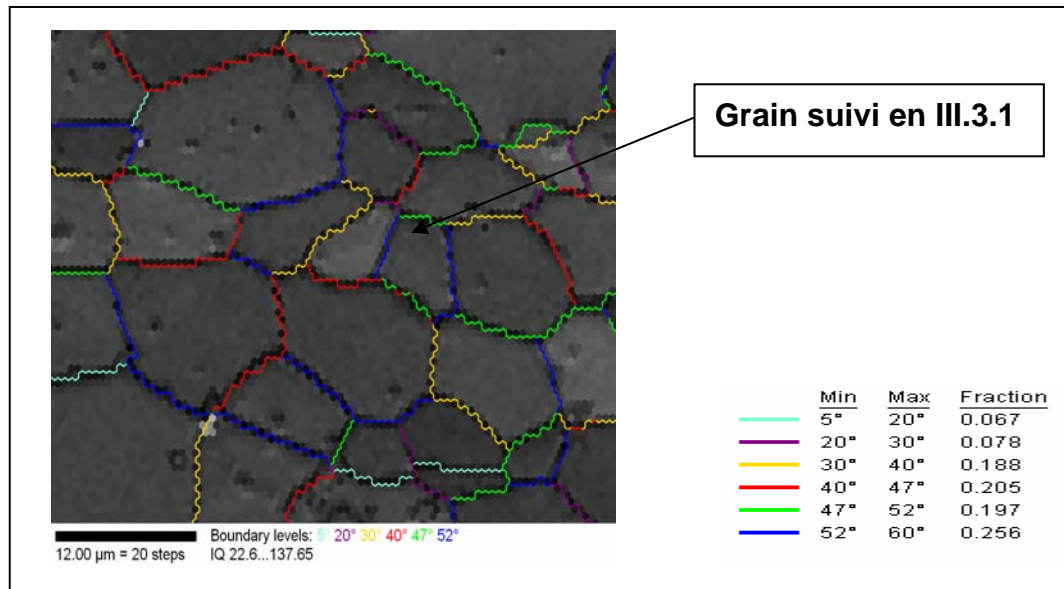 Grain suivi en III.3.1
Min Max Fraction
5° 20° 0.067
20° 30° 0.078
30° 40° 0.188
40° 47° 0.205
47° 52° 0.197
52° 60° 0.256
Boundary levels: 5° 20° 30° 40° 47° 52°
12.00 µm = 20 steps
IQ 22.6...137.65